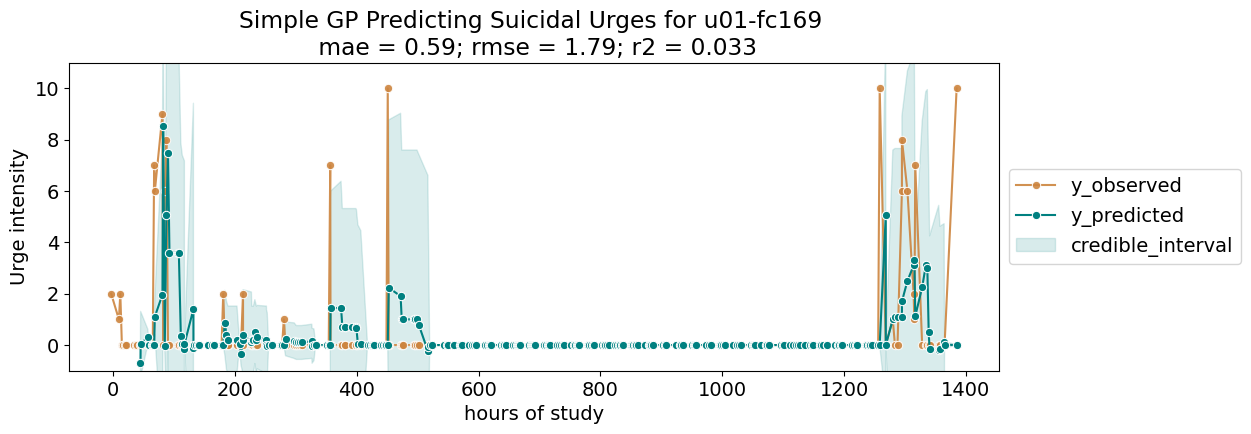 Simple GP Predicting Suicidal Urges for u01-fc169
mae = 0.59; rmse = 1.79; r2 = 0.033
Urge intensity
10
8
6
4
2
0
0 200 400 600 800 1000 1200 1400
hours of study
y_observed
y_predicted
credible_interval